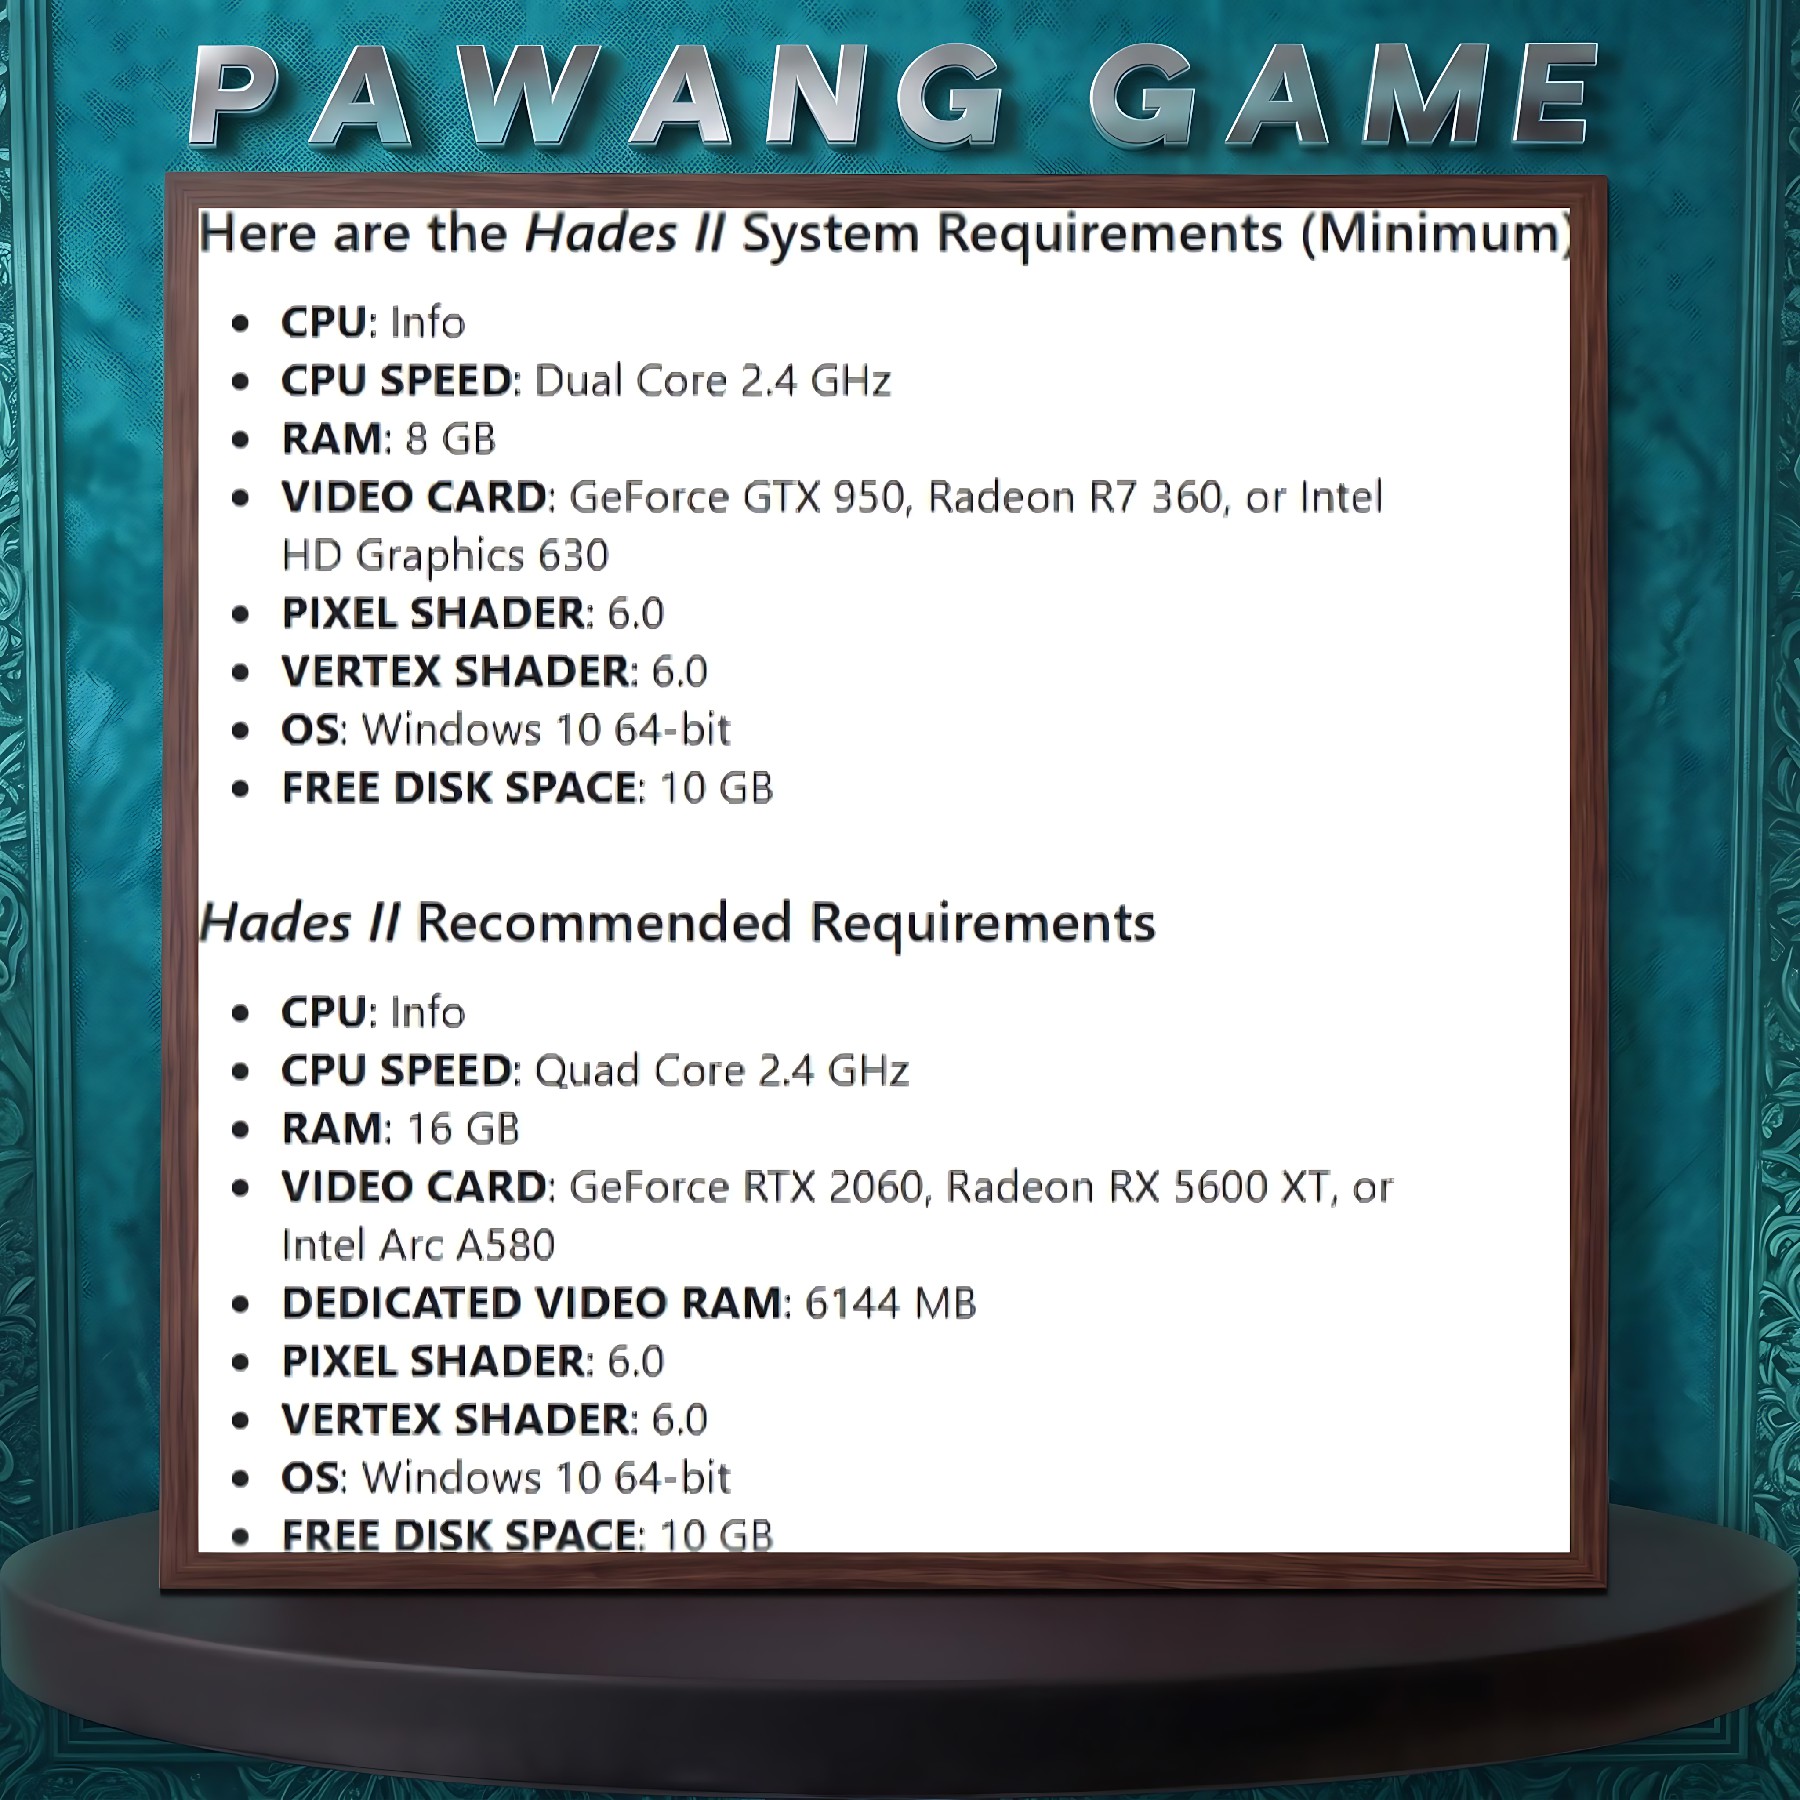 PAWANG GAME
Here are the Hades II System Requirements (Minimum)
• CPU: Info
• CPU SPEED: Dual Core 2.4 GHz
• RAM: 8 GB
• VIDEO CARD: GeForce GTX 950, Radeon R7 360, or Intel
HD Graphics 630
• PIXEL SHADER: 6.0
• VERTEX SHADER: 6.0
• OS: Windows 10 64-bit
• FREE DISK SPACE: 10 GB
Hades II Recommended Requirements
• CPU: Info
• CPU SPEED: Quad Core 2.4 GHz
• RAM: 16 GB
• VIDEO CARD: GeForce RTX 2060, Radeon RX 5600 XT, or
Intel Arc A580
• DEDICATED VIDEO RAM: 6144 MB
• PIXEL SHADER: 6.0
• VERTEX SHADER: 6.0
• OS: Windows 10 64-bit
• FREE DISK SPACE: 10 GB